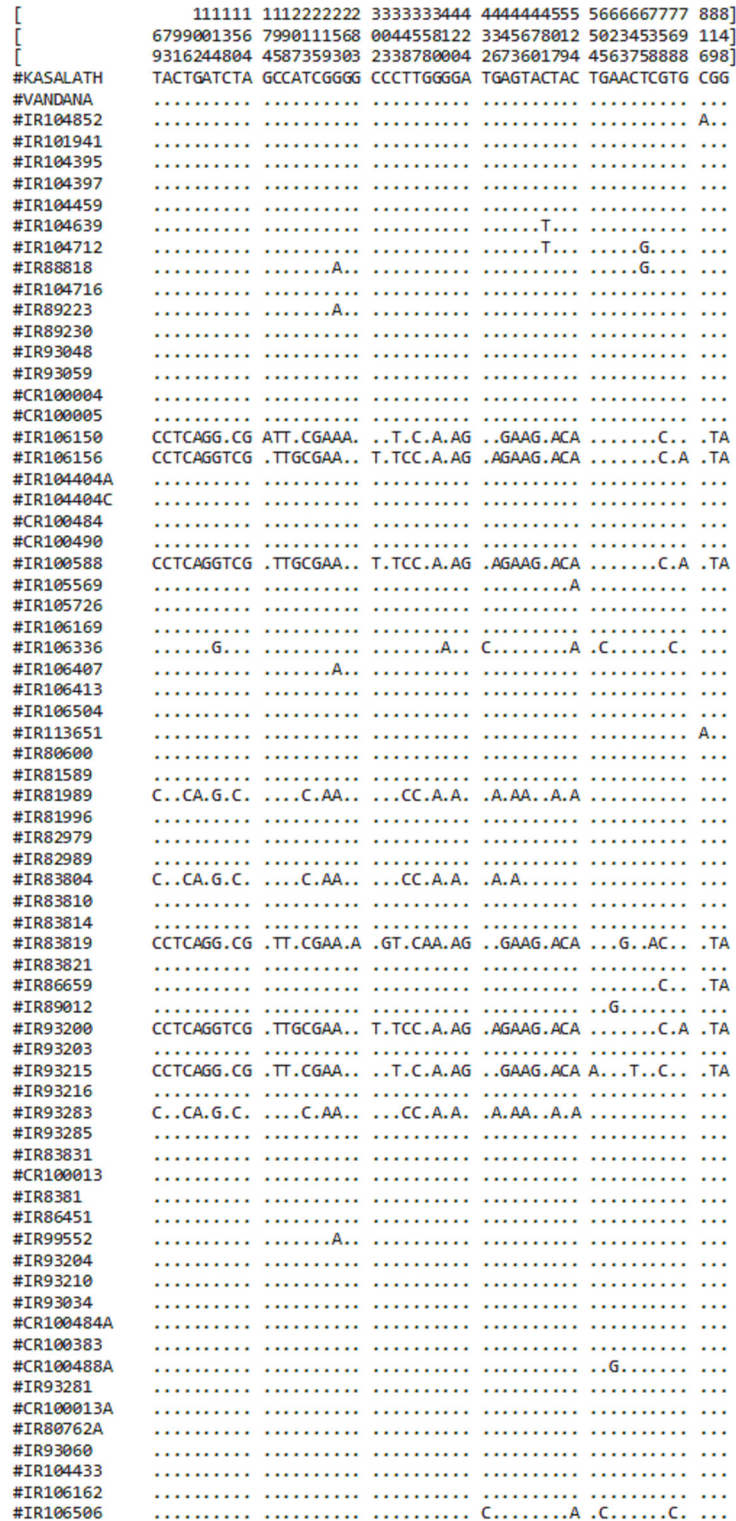 [ 111111 1112222222 3333333444 4444444555 5666667777 888]
[ 6799001356 7990111568 0044558122 3345678012 5023453569 114]
[ 9316244804 4587359303 2338780004 2673601794 4563758888 698]
#KASALATH TACTGATCTA GCCATCGGGG CCCTTGGGGA TGAGTACTAC TGAACTCGTG CGG
#VANDANA .......... .......... .......... .......... .......... ...
#IR104852 .......... .......... .......... .......... .......... A..
#IR101941 .......... .......... .......... .......... .......... ...
#IR104395 .......... .......... .......... .......... .......... ...
#IR104397 .......... .......... .......... .......... .......... ...
#IR104459 .......... .......... .......... .......... .......... ...
#IR104639 .......... .......... .......... ......T... .......... ...
#IR104712 .......... .......... .......... ......T... .....G.... ...
#IR88818 .......... .......A.. .......... .......... .....G.... ...
#IR104716 .......... .......... .......... .......... .......... ...
#IR89223 .......... .......A.. .......... .......... .......... ...
#IR89230 .......... .......... .......... .......... .......... ...
#IR93048 .......... .......... .......... .......... .......... ...
#IR93059 .......... .......... .......... .......... .......... ...
#CR100004 .......... .......... .......... .......... .......... ...
#CR100005 .......... .......... .......... .......... .......... ...
#IR106150 CCTCAGG.CG ATT.CGAAA. ..T.C.A.AG ..GAAG.ACA .......C.. .TA
#IR106156 CCTCAGGTCG .TTGCGAA.. T.TCC.A.AG .AGAAG.ACA .......C.A .TA
#IR104404A .......... .......... .......... .......... .......... ...
#IR104404C .......... .......... .......... .......... .......... ...
#CR100484 .......... .......... .......... .......... .......... ...
#CR100490 .......... .......... .......... .......... .......... ...
#IR100588 CCTCAGGTCG .TTGCGAA.. T.TCC.A.AG .AGAAG.ACA .......C.A .TA
#IR105569 .......... .......... .......... .........A .......... ...
#IR105726 .......... .......... .......... .......... .......... ...
#IR106169 .......... .......... .......... .......... .......... ...
#IR106336 ......G... .......... .......A.. C........A .C......C. ...
#IR106407 .......... .......A.. .......... .......... .......... ...
#IR106413 .......... .......... .......... .......... .......... ...
#IR106504 .......... .......... .......... .......... .......... ...
#IR113651 .......... .......... .......... .......... .......... A..
#IR80600 .......... .......... .......... .......... .......... ...
#IR81589 .......... .......... .......... .......... .......... ...
#IR81989 C..CA.G.C. ....C.AA.. ...CC.A.A. .A.AA..A.A .......... ...
#IR81996 .......... .......... .......... .......... .......... ...
#IR82979 .......... .......... .......... .......... .......... ...
#IR82989 .......... .......... .......... .......... .......... ...
#IR83804 C..CA.G.C. ....C.AA.. ...CC.A.A. .A.A...... .......... ...
#IR83810 .......... .......... .......... .......... .......... ...
#IR83814 .......... .......... .......... .......... .......... ...
#IR83819 CCTCAGG.CG .TT.CGAA.A .GT.CAA.AG ..GAAG.ACA ...G..AC.. .TA
#IR83821 .......... .......... .......... .......... .......... ...
#IR86659 .......... .......... .......... .......... .......C.. .TA
#IR89012 .......... .......... .......... .......... ..G....... ...
#IR93200 CCTCAGGTCG .TTGCGAA.. T.TCC.A.AG .AGAAG.ACA .......C.A .TA
#IR93203 .......... .......... .......... .......... .......... ...
#IR93215 CCTCAGG.CG .TT.CGAA.. ..T.C.A.AG ..GAAG.ACA A...T..C.. .TA
#IR93216 .......... .......... .......... .......... .......... ...
#IR93283 C..CA.G.C. ....C.AA.. ...CC.A.A. .A.AA..A.A .......... ...
#IR93285 .......... .......... .......... .......... .......... ...
#IR83831 .......... .......... .......... .......... .......... ...
#CR100013 .......... .......... .......... .......... .......... ...
#IR8381 .......... .......... .......... .......... .......... ...
#IR86451 .......... .......... .......... .......... .......... ...
#IR99552 .......... .......A.. .......... .......... .......... ...
#IR93204 .......... .......... .......... .......... .......... ...
#IR93210 .......... .......... .......... .......... .......... ...
#IR93034 .......... .......... .......... .......... .......... ...
#CR100484A .......... .......... .......... .......... .......... ...
#CR100383 .......... .......... .......... .......... .......... ...
#CR100488A .......... .......... .......... .......... ..G....... ...
#IR93281 .......... .......... .......... .......... .......... ...
#CR100013A .......... .......... .......... .......... .......... ...
#IR80762A .......... .......... .......... .......... .......... ...
#IR93060 .......... .......... .......... .......... .......... ...
#IR104433 .......... .......... .......... .......... .......... ...
#IR106162 .......... .......... .......... .......... .......... ...
#IR106506 .......... .......... .......... C........A .C......C. ...